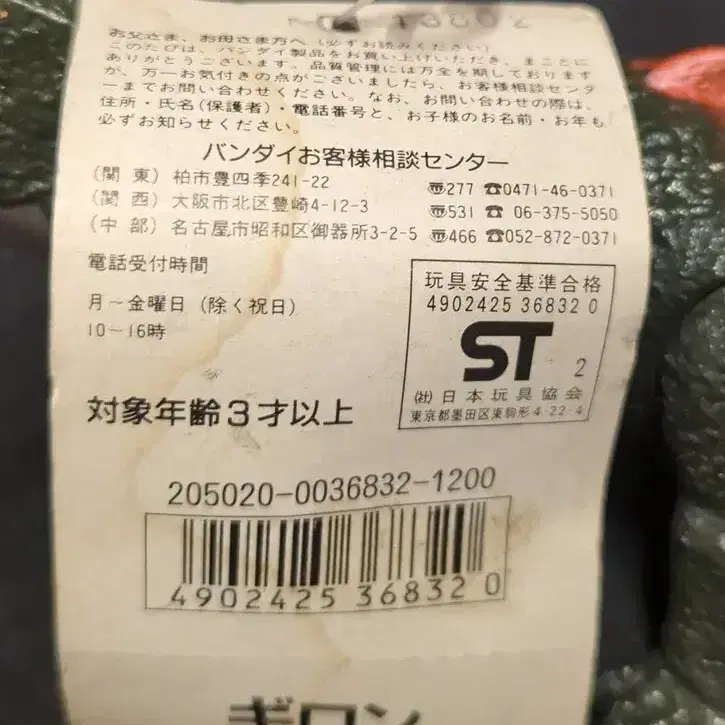 お父さま、お母さま方へ(必ずお読みください)
このたびは、バンダイ製品をお買い上げいただき、まことに
ありがとうございます。品質管理には万全を期しております
が、万一お気付きの点がございましたら、お客様相談センタ
ーまでお問い合わせください。なお、お問い合わせの際は、
住所・氏名(保護者)・電話番号と、お子様のお名前・お年も
必ずお知らせください。
バンダイお客様相談センター
(関東) 柏市豊四季241-22 〠277 ☎0471-46-0371
(関西) 大阪市北区豊崎4-12-3 〠531 ☎06-375-5050
(中部) 名古屋市昭和区御器所3-2-5 〠466 ☎052-872-0371
電話受付時間
月~金曜日(除く祝日)
10-16時
玩具安全基準合格
4902425 36832 0
ST 2
(社)日本玩具協会
東京都墨田区東駒形4-22-4
対象年齢3才以上
205020-0036832-1200
4902425 36832 0
ギロン